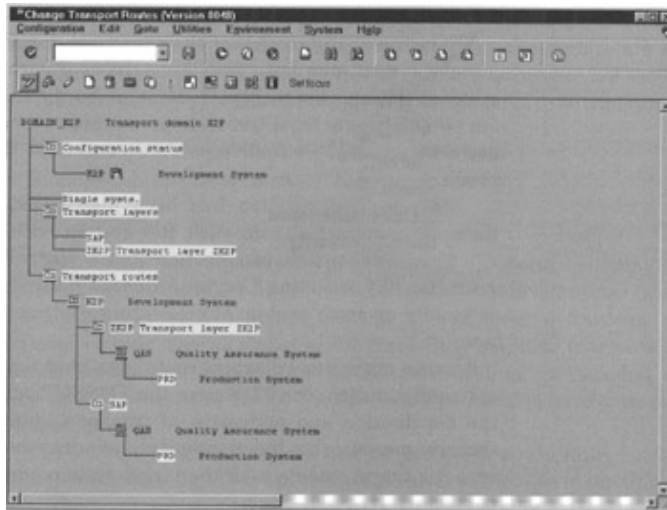 Change Transport Routes (Version 0048)
Configuration Edit Goto Utilities Environment System Help
Set focus
DOMAIN_K2P Transport domain K2P
Configuration status
K2P Development System
Single systs.
Transport layers
SAP
ZK2P Transport layer ZK2P
Transport routes
K2P Development System
ZK2P Transport layer ZK2P
QAS Quality Assurance System
PRD Production System
SAP
QAS Quality Assurance System
PRD Production System